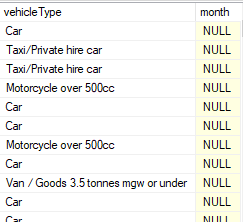 vehicleType month
Car NULL
Taxi/Private hire car NULL
Taxi/Private hire car NULL
Motorcycle over 500cc NULL
Car NULL
Car NULL
Motorcycle over 500cc NULL
Car NULL
Van / Goods 3.5 tonnes mgw or under NULL
Car NULL
Car NULL